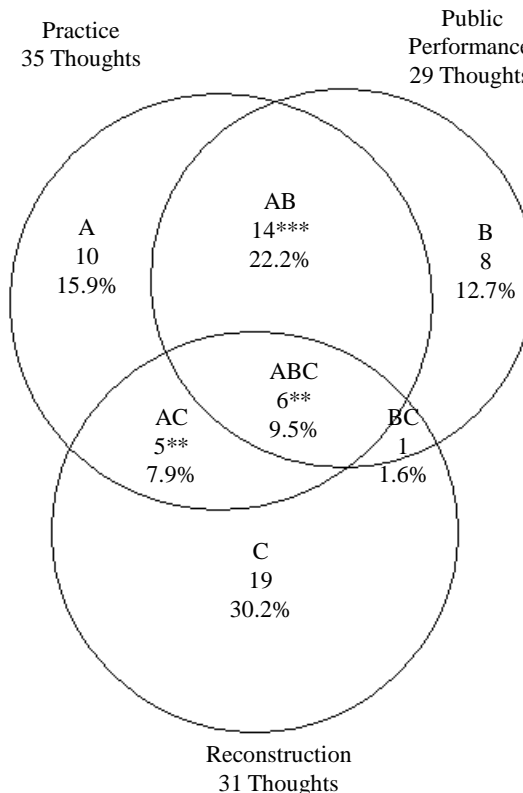 Practice
35 Thoughts
Public
Performance
29 Thoughts
A
10
15.9%
AB
14***
22.2%
B
8
12.7%
ABC
6**
9.5%
AC
5**
7.9%
BC
1
1.6%
C
19
30.2%
Reconstruction
31 Thoughts